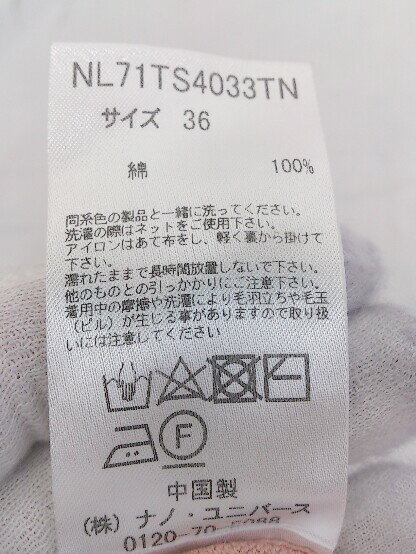 NL71TS4033TN
サイズ 36
綿 100%
同系色の製品と一緒に洗ってください。
洗濯の際はネットをご使用下さい。
アイロンはあて布をし、軽く裏から掛けて
下さい。
濡れたままで長時間放置しないで下さい。
他のものとの引っかかりにご注意下さい。
着用中の摩擦や洗濯により毛羽立ちや毛玉
(ピル)が生じる事がありますので取り扱
いには注意してください。
F
中国製
(株) ナノ・ユニバース
0120-70-